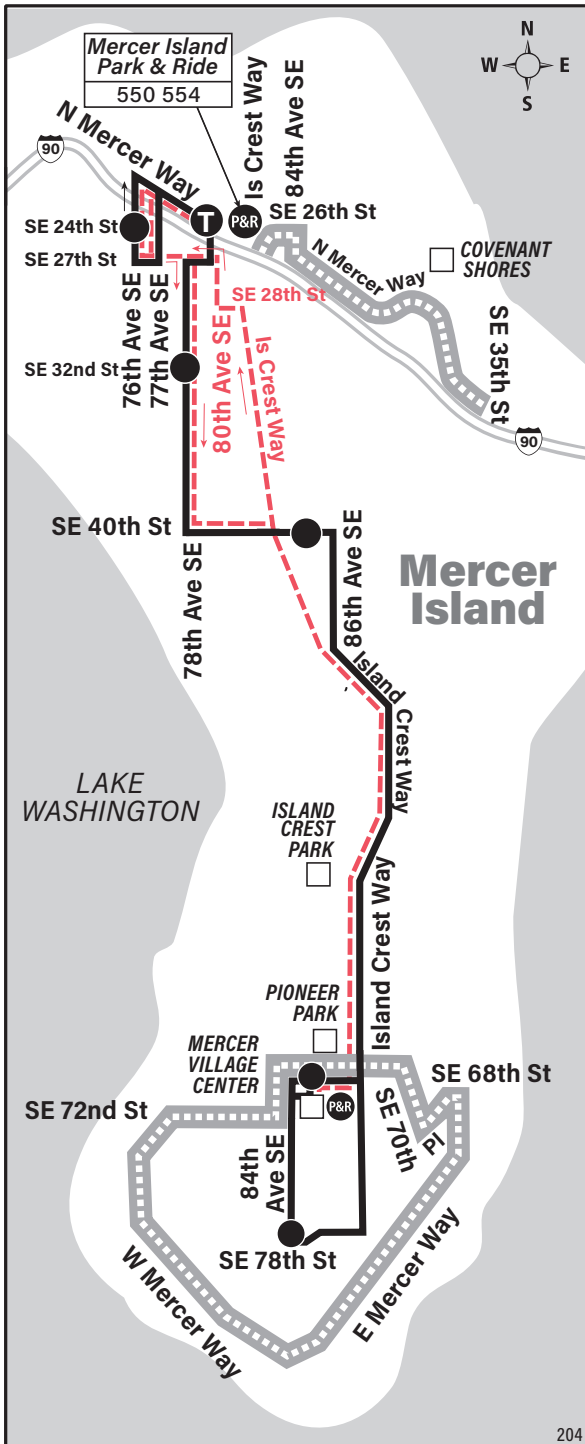 Mercer Island
Park & Ride
550 554
N
W
E
S
Is Crest Way
84th Ave SE
90
N Mercer Way
SE 24th St
T
P&R
SE 26th St
N Mercer Way
COVENANT
SHORES
SE 27th St
SE 28th St
SE 35th St
76th Ave SE
77th Ave SE
SE 32nd St
80th Ave SE
Is Crest Way
90
SE 40th St
78th Ave SE
86th Ave SE
Mercer
Island
Island
Crest Way
LAKE
WASHINGTON
ISLAND
CREST
PARK
Island Crest Way
PIONEER
PARK
MERCER
VILLAGE
CENTER
SE 68th St
SE 72nd St
P&R
SE 70th
Pl
84th
Ave SE
SE 78th St
W Mercer Way
E Mercer Way
204